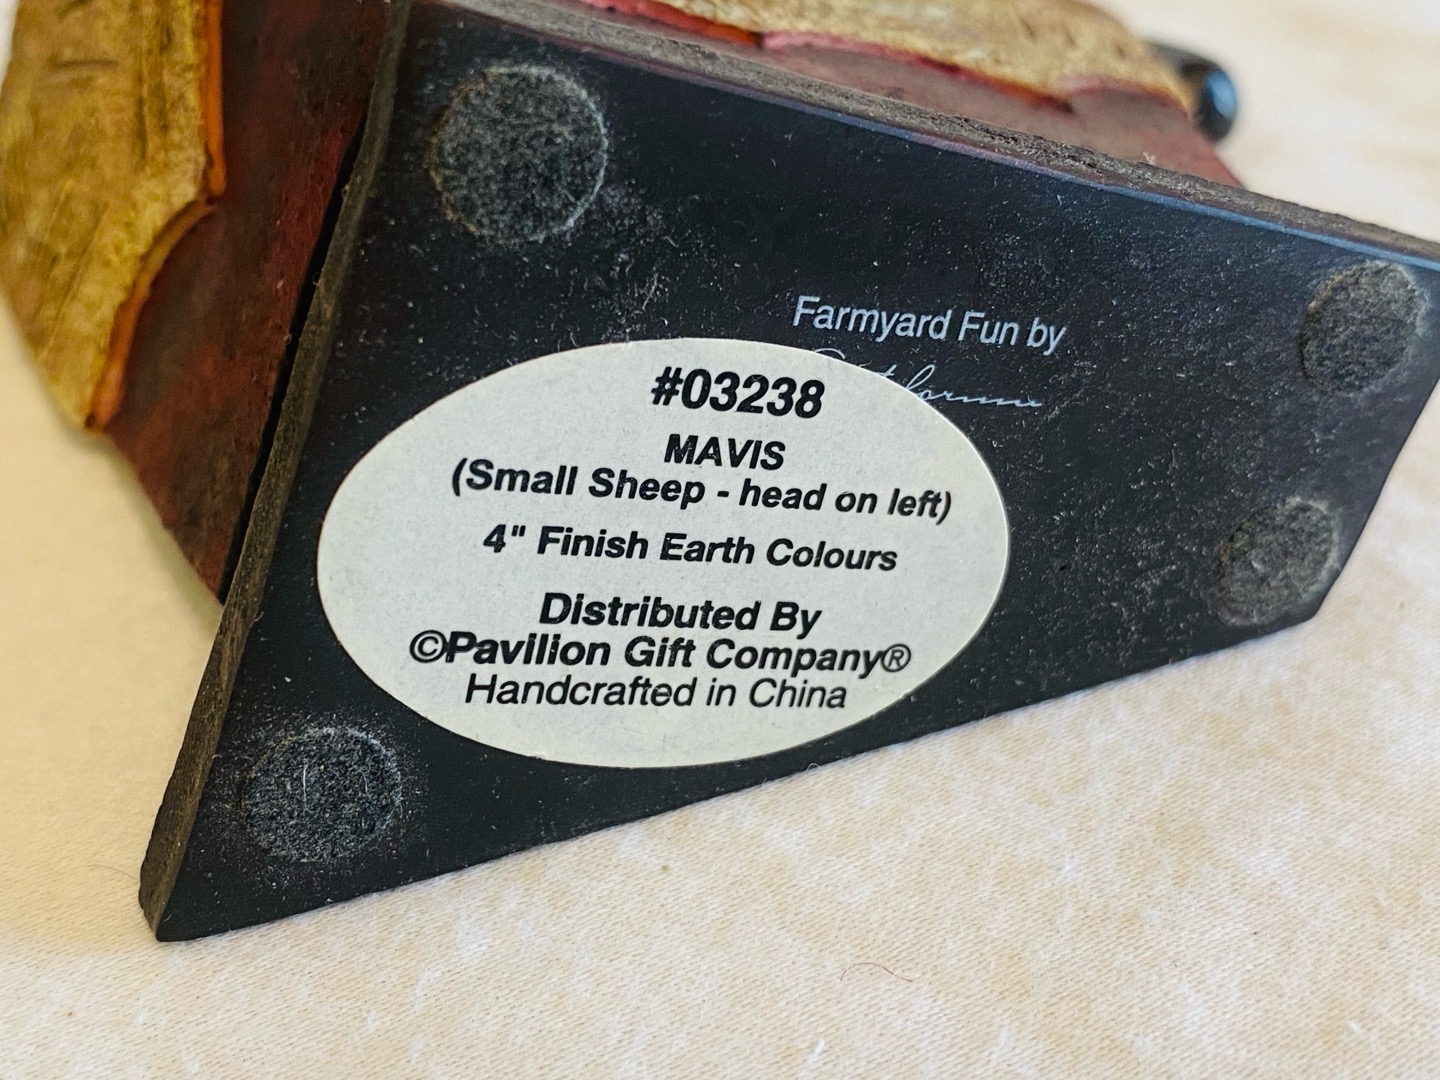 Farmyard Fun by
#03238
MAVIS
(Small Sheep - head on left)
4" Finish Earth Colours
Distributed By
©Pavilion Gift Company®
Handcrafted in China